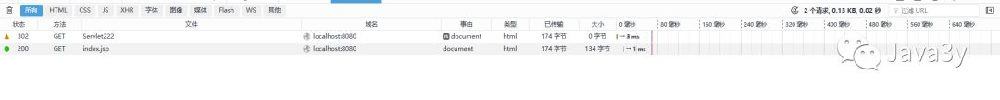 所有 HTML CSS JS XHR 字体 图像 媒体 Flash WS 其他 2 个请求, 0.13 KB, 0.02 秒 过滤 URL
状态 方法 文件 域名 事由 类型 已传输 大小 0 毫秒 80 毫秒 160 毫秒 240 毫秒 320 毫秒 400 毫秒 480 毫秒 560 毫秒 640 毫秒
302 GET Servlet222 localhost:8080 JS document html 174 字节 0 字节 → 3 ms
200 GET index.jsp localhost:8080 document html 174 字节 134 字节 → 1 ms
Java3y